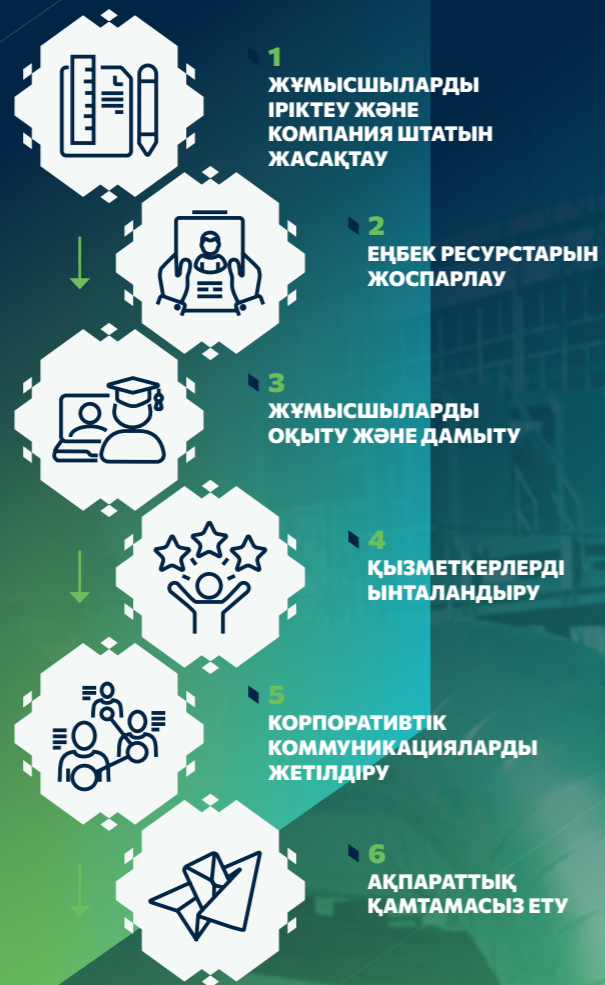 1
ЖҰМЫСШЫЛАРДЫ
ІРІКТЕУ ЖӘНЕ
КОМПАНИЯ ШТАТЫН
ЖАСАҚТАУ
2
ЕҢБЕК РЕСУРСТАРЫН
ЖОСПАРЛАУ
3
ЖҰМЫСШЫЛАРДЫ
ОҚЫТУ ЖӘНЕ ДАМЫТУ
4
ҚЫЗМЕТКЕРЛЕРДІ
ЫНТАЛАНДЫРУ
5
КОРПОРАТИВТІК
КОММУНИКАЦИЯЛАРДЫ
ЖЕТІЛДІРУ
6
АҚПАРАТТЫҚ
ҚАМТАМАСЫЗ ЕТУ